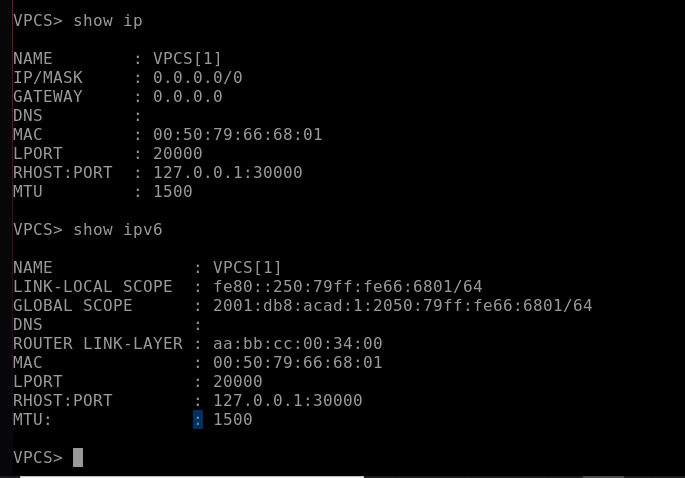 VPCS> show ip
NAME        : VPCS[1]
IP/MASK     : 0.0.0.0/0
GATEWAY     : 0.0.0.0
DNS         :
MAC         : 00:50:79:66:68:01
LPORT       : 20000
RHOST:PORT  : 127.0.0.1:30000
MTU         : 1500
VPCS> show ipv6
NAME              : VPCS[1]
LINK-LOCAL SCOPE  : fe80::250:79ff:fe66:6801/64
GLOBAL SCOPE      : 2001:db8:acad:1:2050:79ff:fe66:6801/64
DNS               :
ROUTER LINK-LAYER : aa:bb:cc:00:34:00
MAC               : 00:50:79:66:68:01
LPORT             : 20000
RHOST:PORT        : 127.0.0.1:30000
MTU:              : 1500
VPCS>